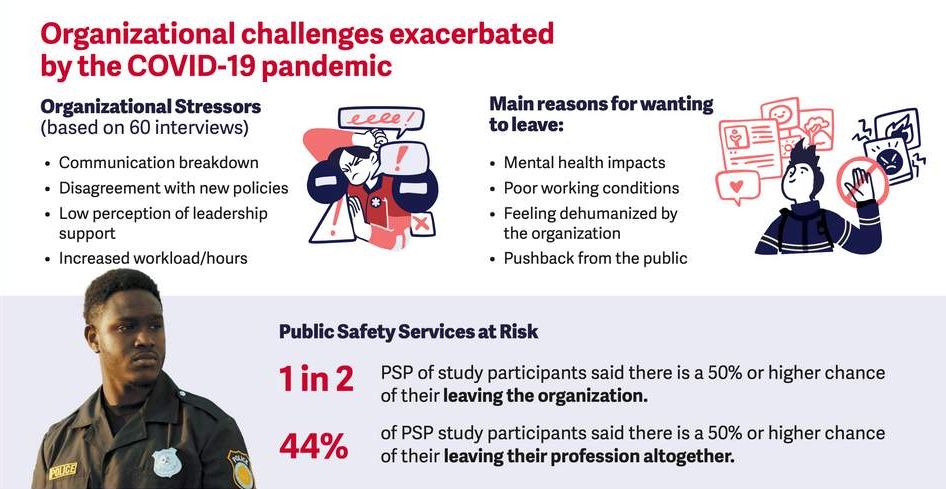 Organizational challenges exacerbated
by the COVID-19 pandemic
Organizational Stressors
(based on 60 interviews)
• Communication breakdown
• Disagreement with new policies
• Low perception of leadership
support
• Increased workload/hours
eeee!
!
!
Main reasons for wanting
to leave:
• Mental health impacts
• Poor working conditions
• Feeling dehumanized by
the organization
• Pushback from the public
Public Safety Services at Risk
1 in 2
PSP of study participants said there is a 50% or higher chance
of their leaving the organization.
44%
of PSP study participants said there is a 50% or higher chance
of their leaving their profession altogether.
POLICE